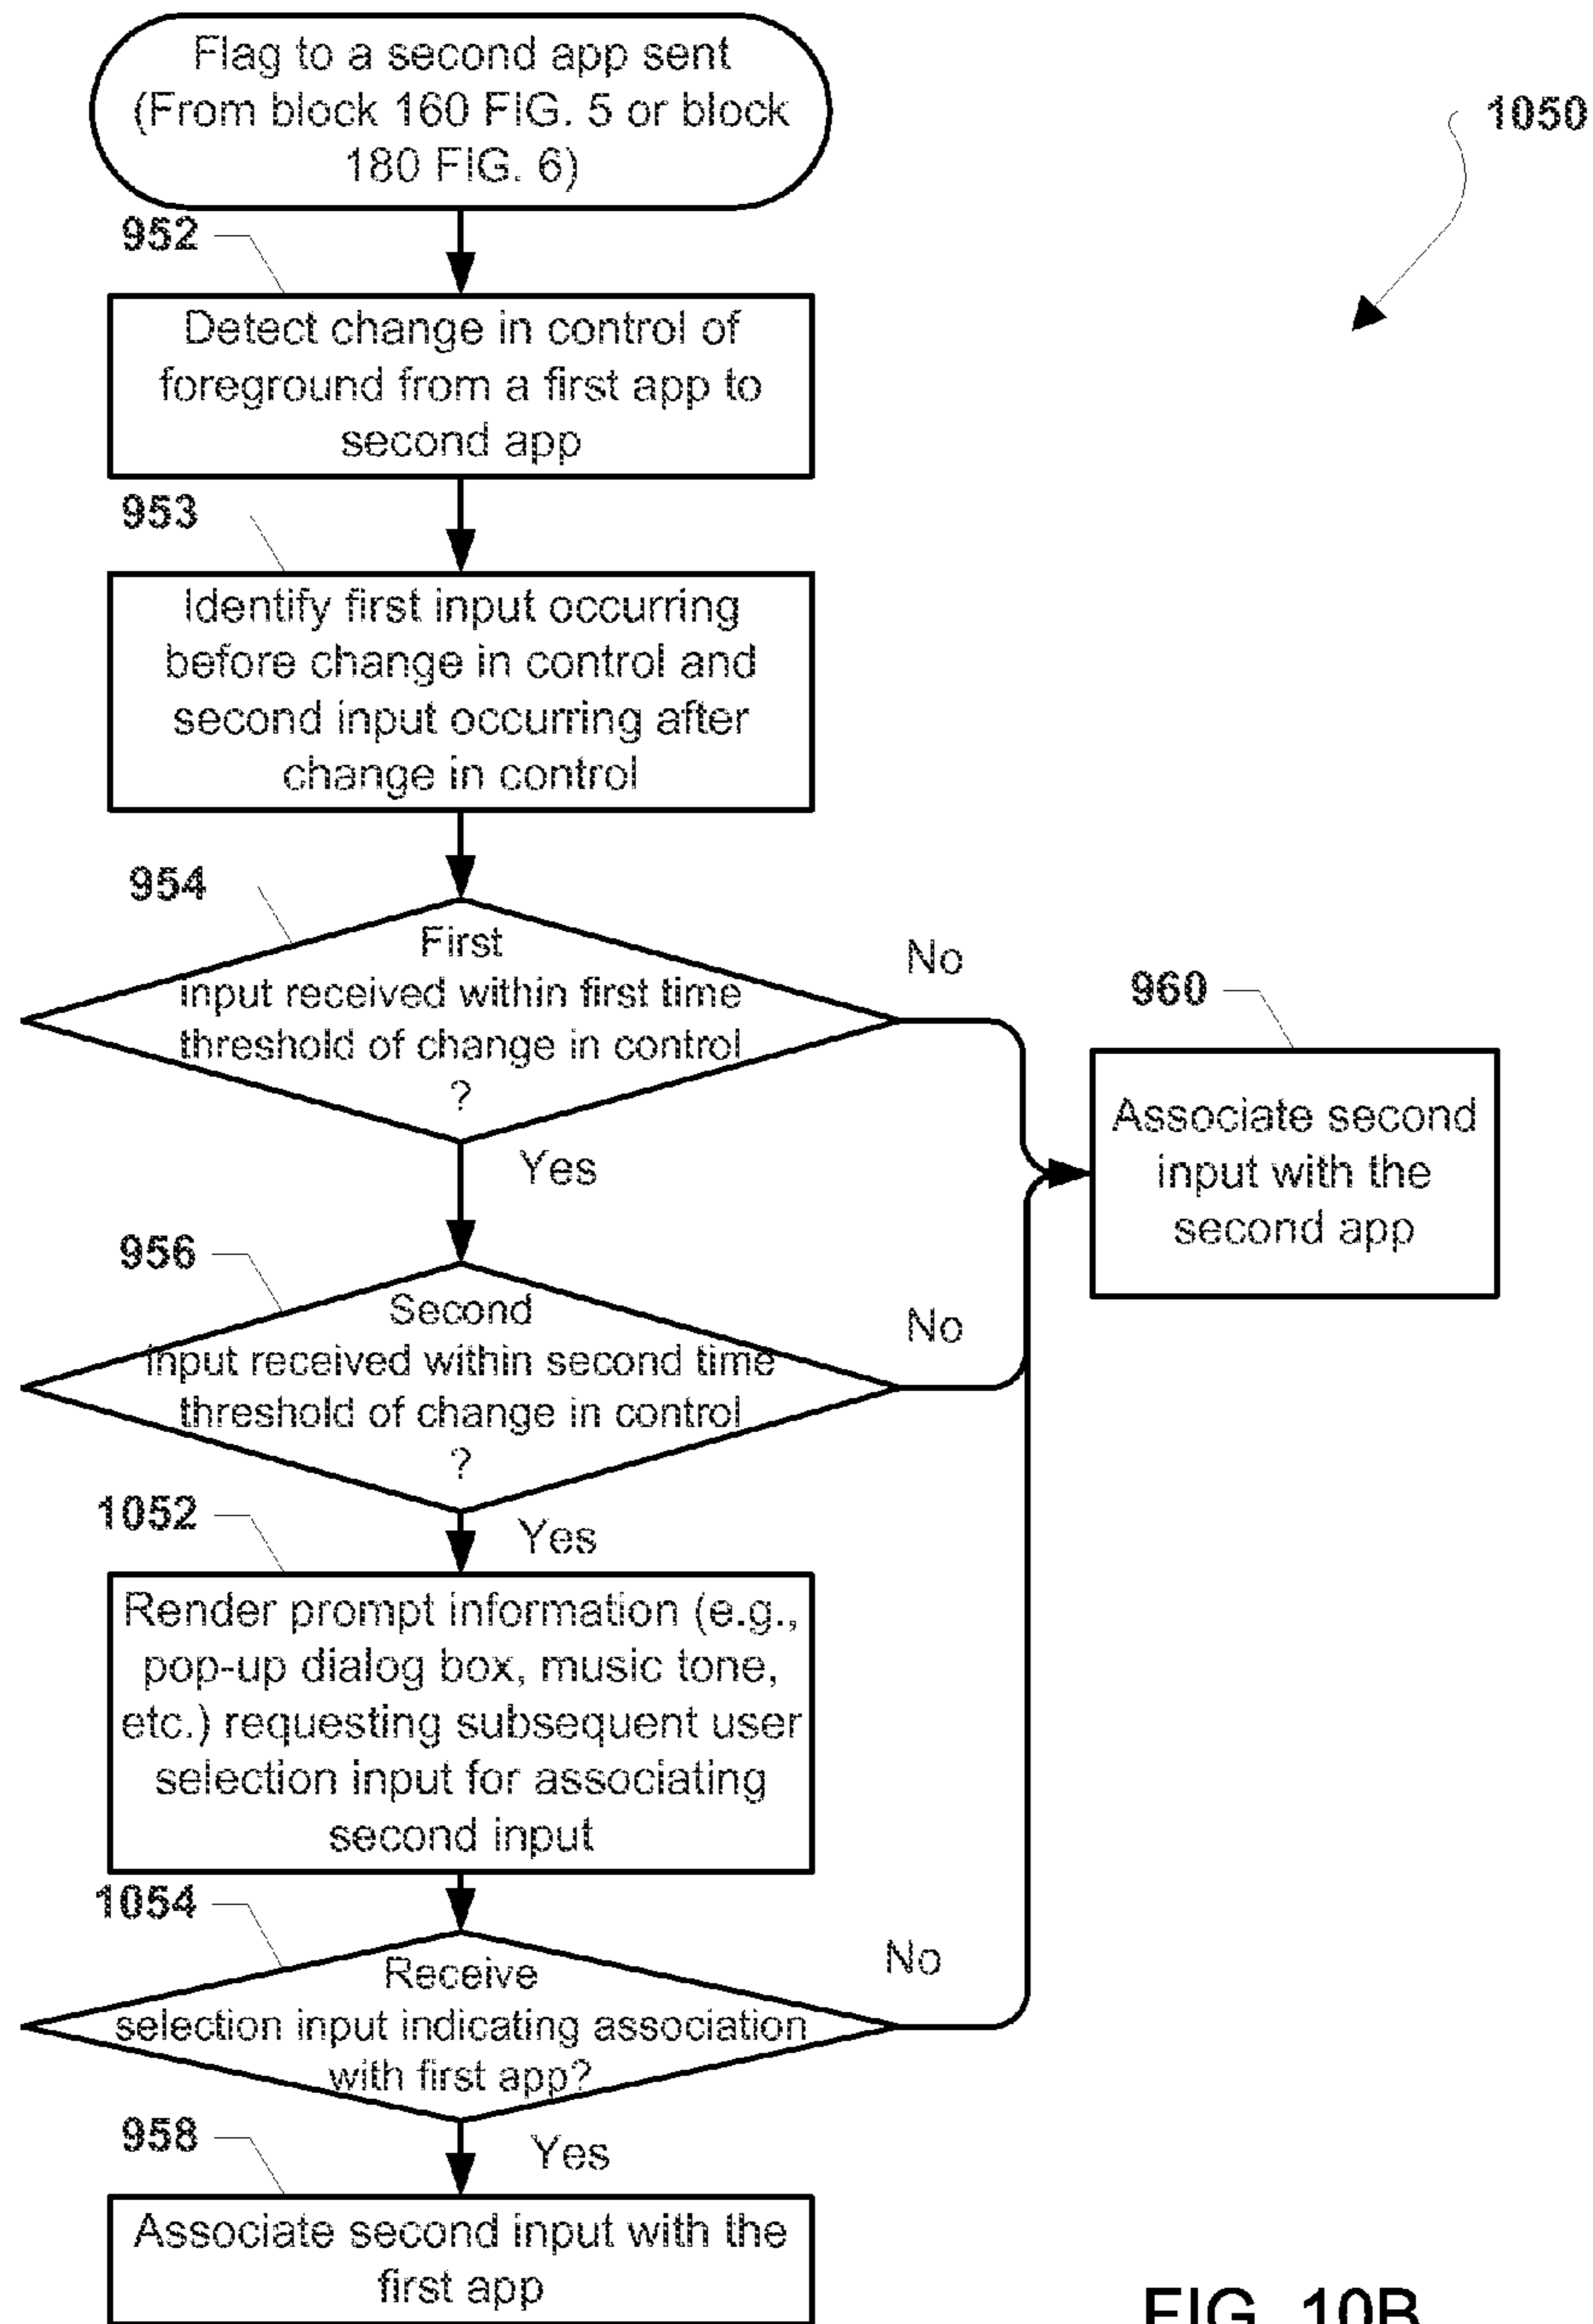 Flag to a second app sent
(From block 160 FIG. 5 or block
180 FIG. 6)
1050
952
Detect change in control of
foreground from a first app to
second app
953
Identify first input occurring
before change in control and
second input occurring after
change in control
954
First
input received within first time
threshold of change in control
?
No
Yes
960
Associate second
input with the
second app
956
Second
input received within second time
threshold of change in control
?
No
Yes
1052
Render prompt information (e.g.,
pop-up dialog box, music tone,
etc.) requesting subsequent user
selection input for associating
second input
1054
Receive
selection input indicating association
with first app?
No
Yes
958
Associate second input with the
first app
FIG. 10B